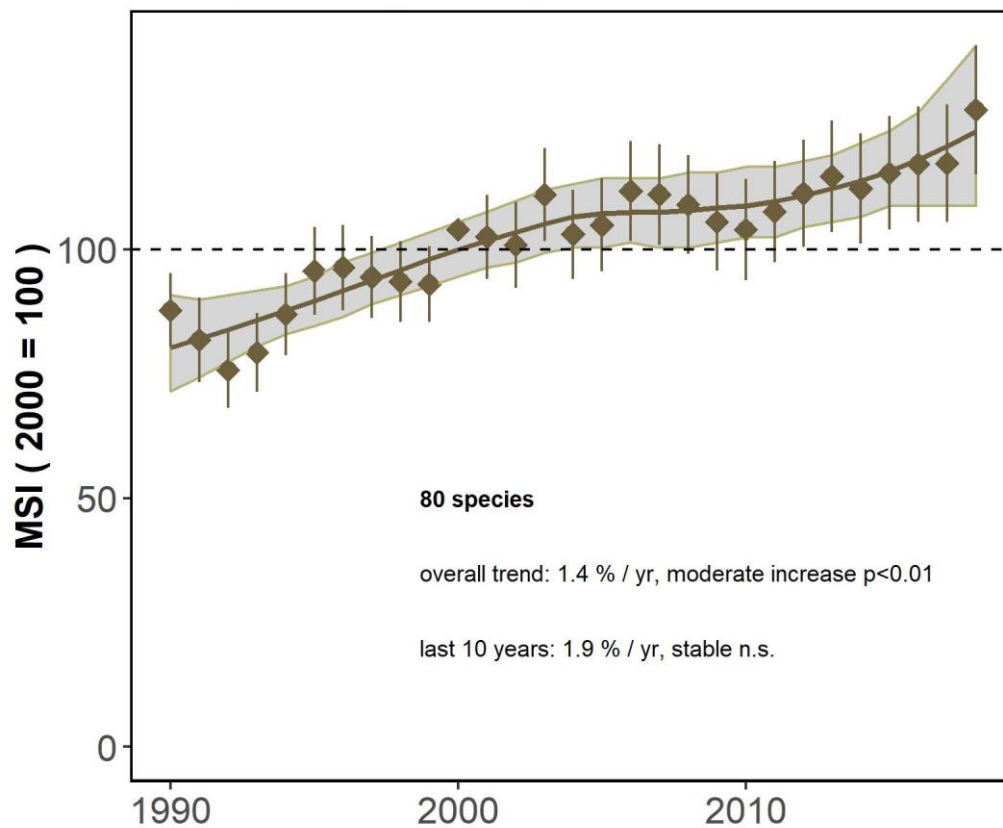 MSI ( 2000 = 100 )
100
50
0
80 species
overall trend: 1.4 % / yr, moderate increase p<0.01
last 10 years: 1.9 % / yr, stable n.s.
1990 2000 2010